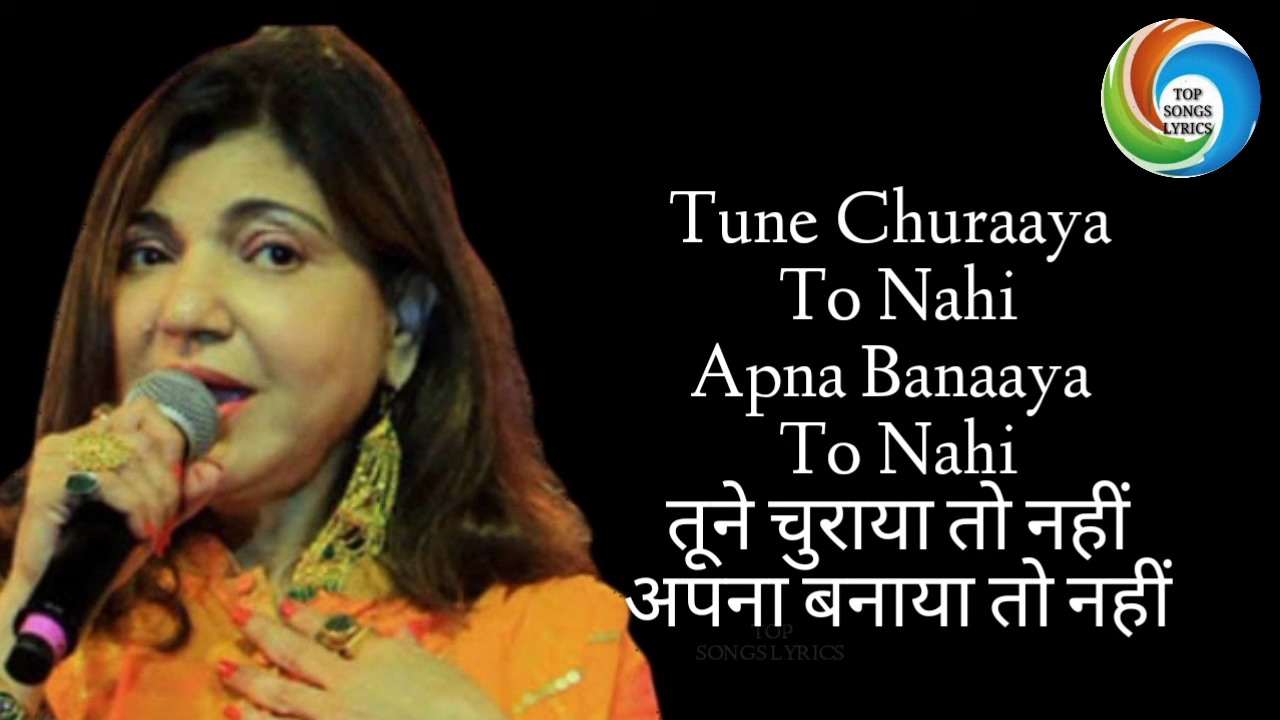 TOP
SONGS
LYRICS
Tune Churaaya
To Nahi
Apna Banaaya
To Nahi
तूने चुराया तो नहीं
अपना बनाया तो नहीं
TOP
SONGS LYRICS